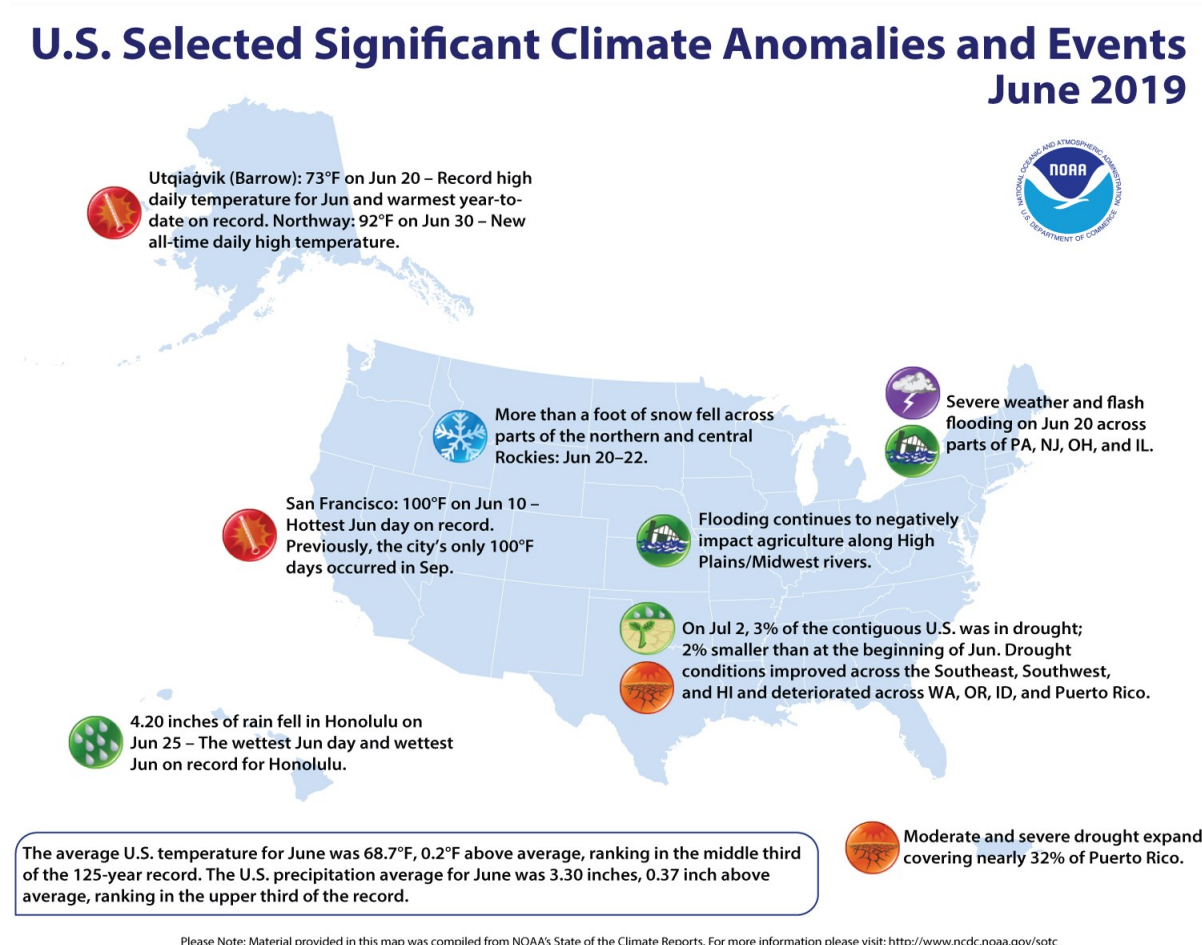 U.S. Selected Significant Climate Anomalies and Events
June 2019
NATIONAL OCEANIC AND ATMOSPHERIC ADMINISTRATION
NOAA
U.S. DEPARTMENT OF COMMERCE
Utqiaġvik (Barrow): 73°F on Jun 20 – Record high
daily temperature for Jun and warmest year-to-
date on record. Northway: 92°F on Jun 30 – New
all-time daily high temperature.
More than a foot of snow fell across
parts of the northern and central
Rockies: Jun 20–22.
Severe weather and flash
flooding on Jun 20 across
parts of PA, NJ, OH, and IL.
San Francisco: 100°F on Jun 10 –
Hottest Jun day on record.
Previously, the city's only 100°F
days occurred in Sep.
Flooding continues to negatively
impact agriculture along High
Plains/Midwest rivers.
On Jul 2, 3% of the contiguous U.S. was in drought;
2% smaller than at the beginning of Jun. Drought
conditions improved across the Southeast, Southwest,
and HI and deteriorated across WA, OR, ID, and Puerto Rico.
4.20 inches of rain fell in Honolulu on
Jun 25 – The wettest Jun day and wettest
Jun on record for Honolulu.
Moderate and severe drought expand
covering nearly 32% of Puerto Rico.
The average U.S. temperature for June was 68.7°F, 0.2°F above average, ranking in the middle third
of the 125-year record. The U.S. precipitation average for June was 3.30 inches, 0.37 inch above
average, ranking in the upper third of the record.
Please Note: Material provided in this map was compiled from NOAA's State of the Climate Reports. For more information please visit: http://www.ncdc.noaa.gov/sotc